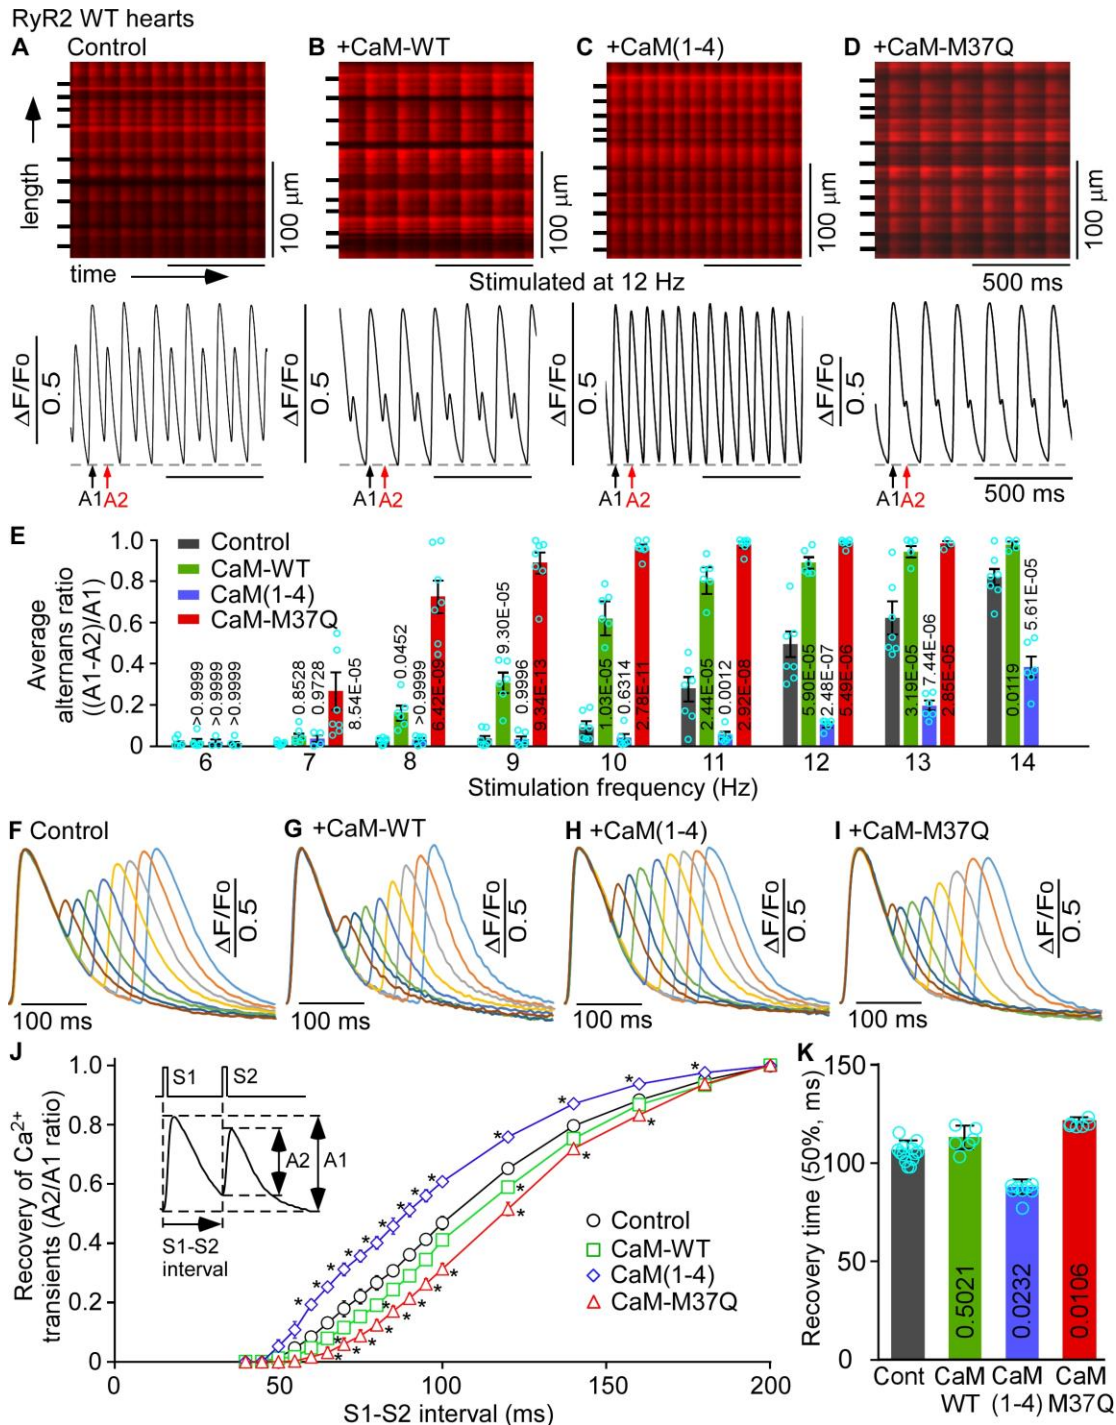 RyR2 WT hearts
A Control
B +CaM-WT
C +CaM(1-4)
D +CaM-M37Q
length
100 µm
100 µm
100 µm
100 µm
time
Stimulated at 12 Hz
500 ms
ΔF/Fo
0.5
ΔF/Fo
0.5
ΔF/Fo
0.5
ΔF/Fo
0.5
A1 A2
A1 A2
A1 A2
A1 A2
500 ms
E
Average
alternans ratio
((A1-A2)/A1)
1.0
0.8
0.6
0.4
0.2
0
Control
CaM-WT
CaM(1-4)
CaM-M37Q
>0.9999
>0.9999
>0.9999
0.8528
0.9728
8.54E-05
0.0452
>0.9999
6.42E-09
9.30E-05
0.9996
9.34E-13
1.03E-05
0.6314
2.78E-11
2.44E-05
0.0012
2.92E-08
5.90E-05
2.48E-07
5.49E-06
3.19E-05
7.44E-06
2.85E-05
0.0119
5.61E-05
6 7 8 9 10 11 12 13 14
Stimulation frequency (Hz)
F Control
G +CaM-WT
H +CaM(1-4)
I +CaM-M37Q
ΔF/Fo
0.5
ΔF/Fo
0.5
ΔF/Fo
0.5
ΔF/Fo
0.5
100 ms
100 ms
100 ms
100 ms
J
Recovery of Ca2+
transients (A2/A1 ratio)
1.0
0.8
0.6
0.4
0.2
0
S1 S2
A2 A1
S1-S2
interval
Control
CaM-WT
CaM(1-4)
CaM-M37Q
* * * * * * * * * * * * * *
* * * * * * * * * * *
0 50 100 150 200
S1-S2 interval (ms)
K
Recovery time (50%, ms)
150
100
50
0
0.5021
0.0232
0.0106
Cont CaM CaM CaM
WT (1-4) M37Q